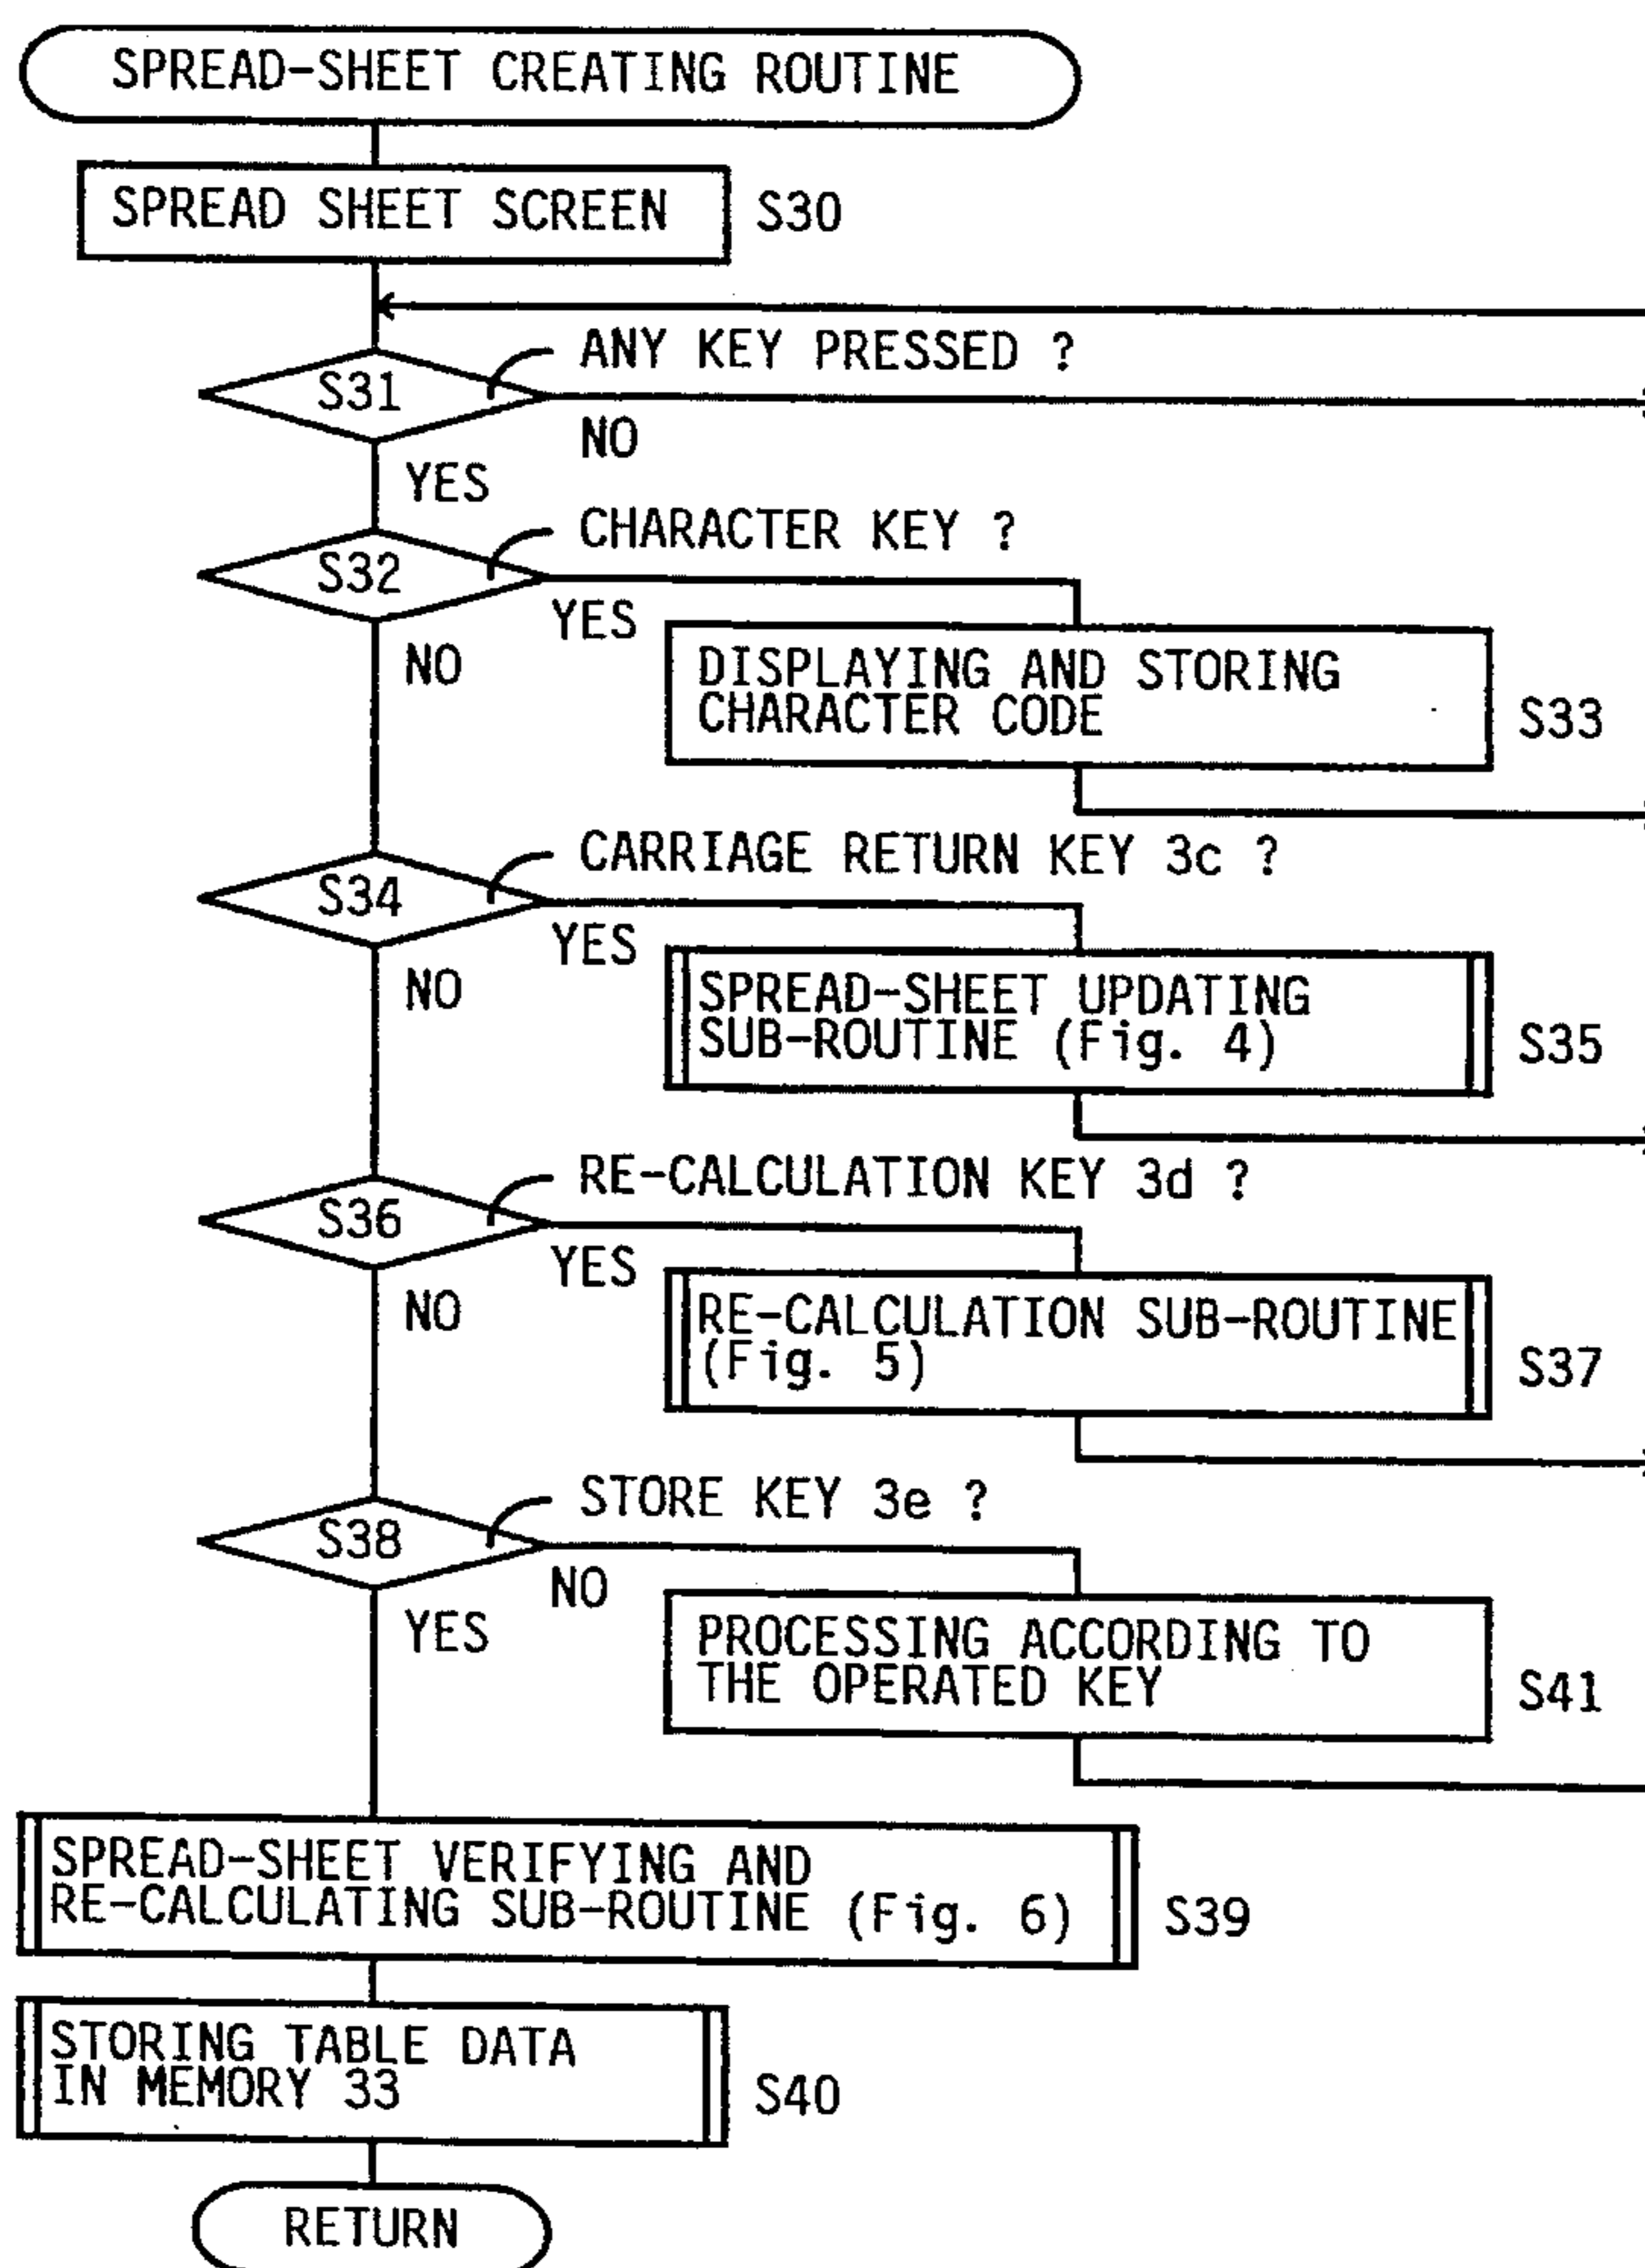 SPREAD-SHEET CREATING ROUTINE
SPREAD SHEET SCREEN
S30
ANY KEY PRESSED ?
S31
NO
YES
CHARACTER KEY ?
S32
YES
NO
DISPLAYING AND STORING
CHARACTER CODE
S33
CARRIAGE RETURN KEY 3c ?
S34
YES
NO
SPREAD-SHEET UPDATING
SUB-ROUTINE (Fig. 4)
S35
RE-CALCULATION KEY 3d ?
S36
YES
NO
RE-CALCULATION SUB-ROUTINE
(Fig. 5)
S37
STORE KEY 3e ?
S38
NO
YES
PROCESSING ACCORDING TO
THE OPERATED KEY
S41
SPREAD-SHEET VERIFYING AND
RE-CALCULATING SUB-ROUTINE (Fig. 6)
S39
STORING TABLE DATA
IN MEMORY 33
S40
RETURN